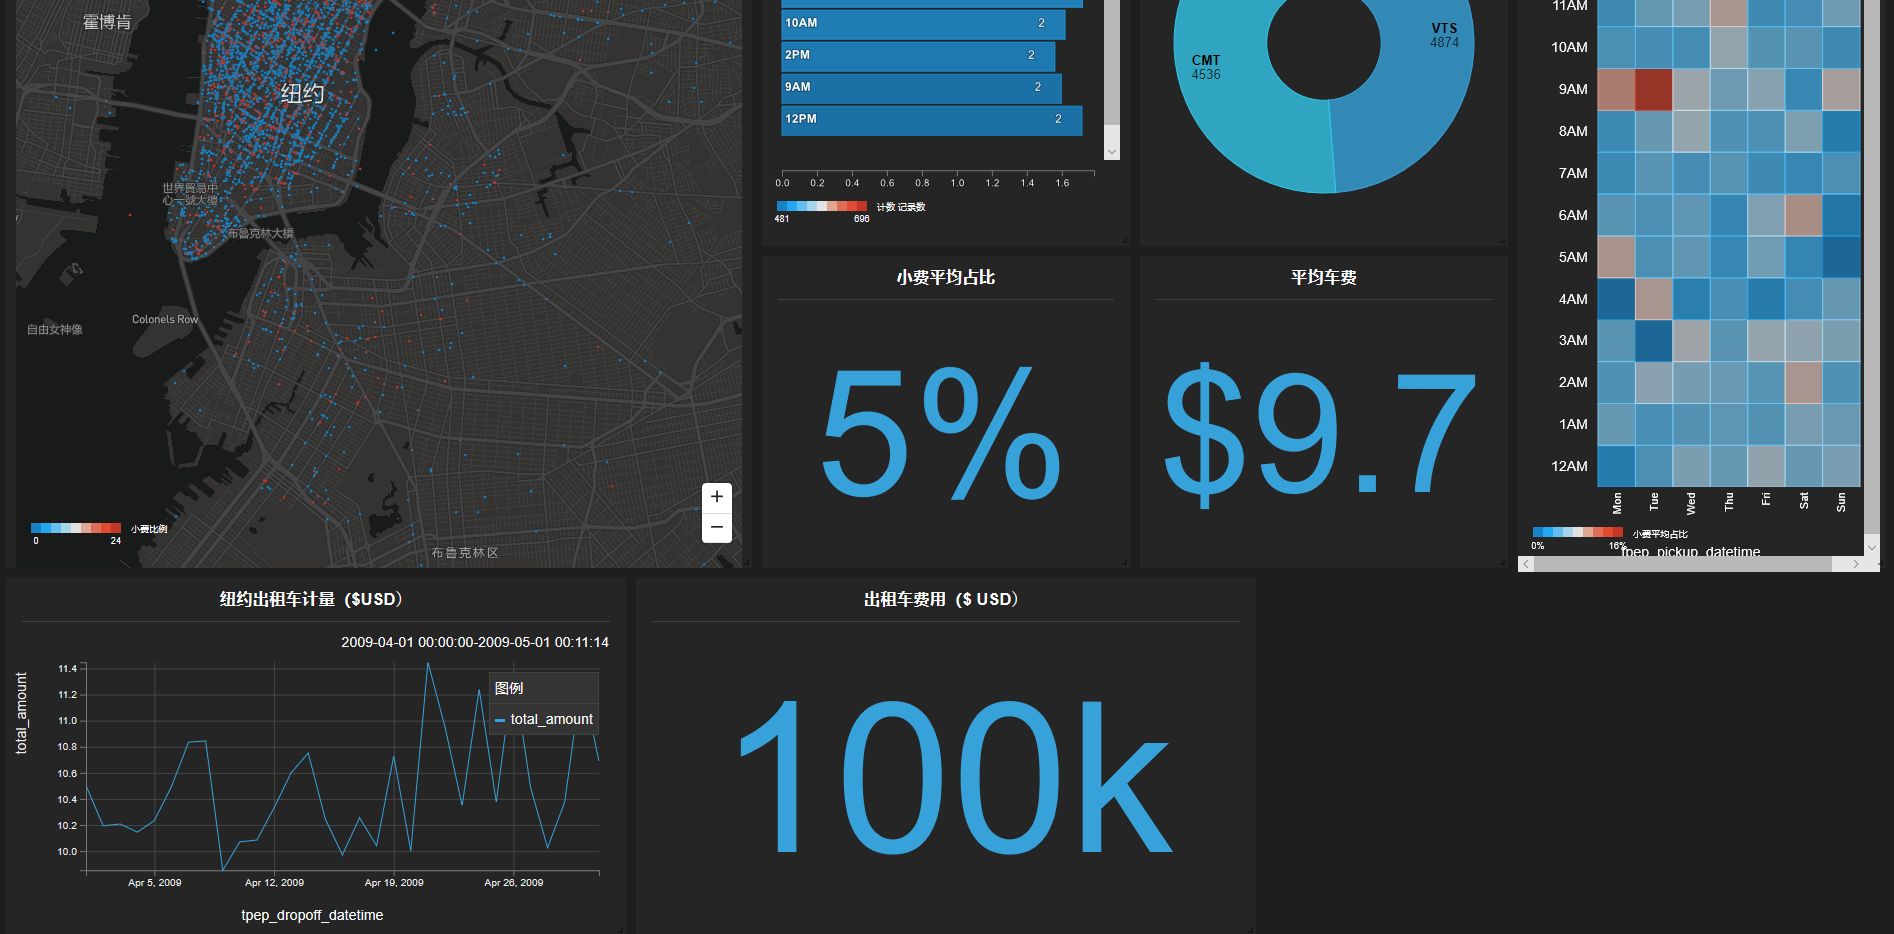 霍博肯
纽约
世界貿易中
心一號大樓
布鲁克林大橋
Colonels Row
自由女神像
布鲁克林区
+
−
小费比例
0
24
10AM
2
2PM
2
9AM
2
12PM
2
0.0
0.2
0.4
0.6
0.8
1.0
1.2
1.4
1.6
计数 记录数
481
696
VTS
4874
CMT
4536
小费平均占比
5%
平均车费
$9.7
11AM
10AM
9AM
8AM
7AM
6AM
5AM
4AM
3AM
2AM
1AM
12AM
Mon
Tue
Wed
Thu
Fri
Sat
Sun
小费平均占比
0%
16%
tpep_pickup_datetime
纽约出租车计量（$USD）
2009-04-01 00:00:00-2009-05-01 00:11:14
total_amount
11.4
11.2
11.0
10.8
10.6
10.4
10.2
10.0
图例
total_amount
Apr 5, 2009
Apr 12, 2009
Apr 19, 2009
Apr 26, 2009
tpep_dropoff_datetime
出租车费用（$ USD）
100k